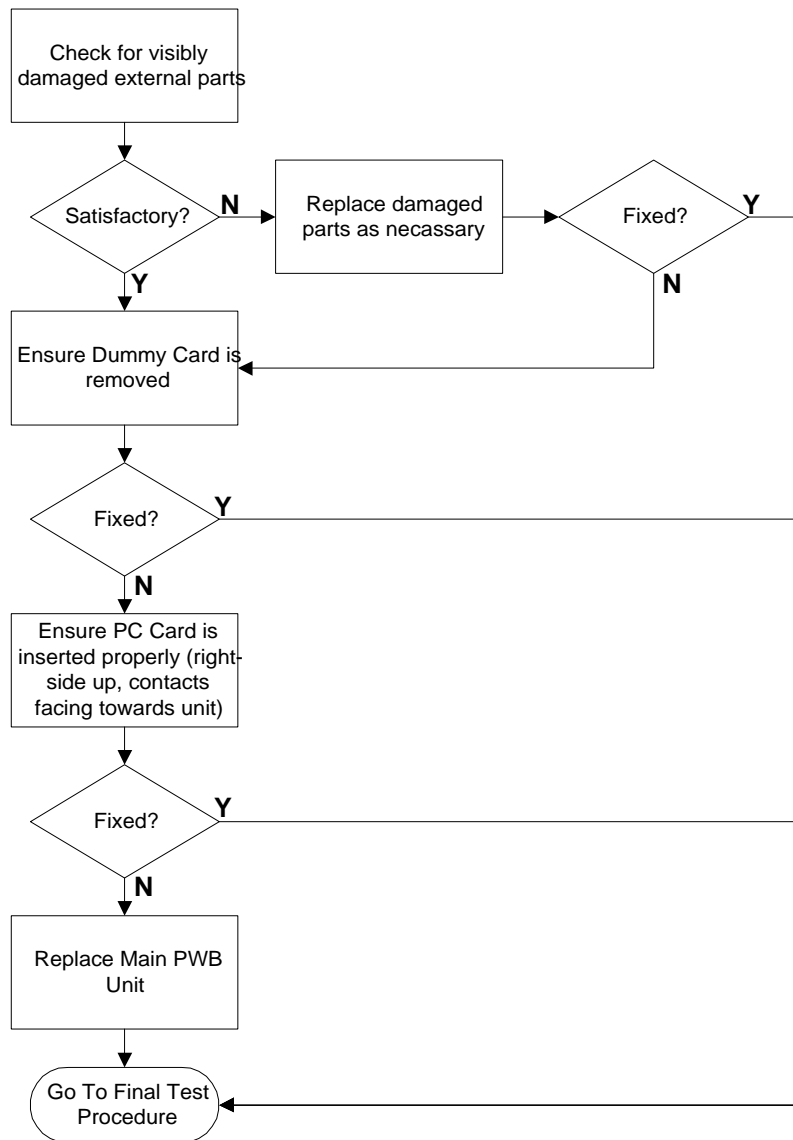 Check for visibly
damaged external parts
Satisfactory?
N
Replace damaged
parts as necassary
Fixed?
Y
N
Y
Ensure Dummy Card is
removed
Fixed?
Y
N
Ensure PC Card is
inserted properly (right-
side up, contacts
facing towards unit)
Fixed?
Y
N
Replace Main PWB
Unit
Go To Final Test
Procedure